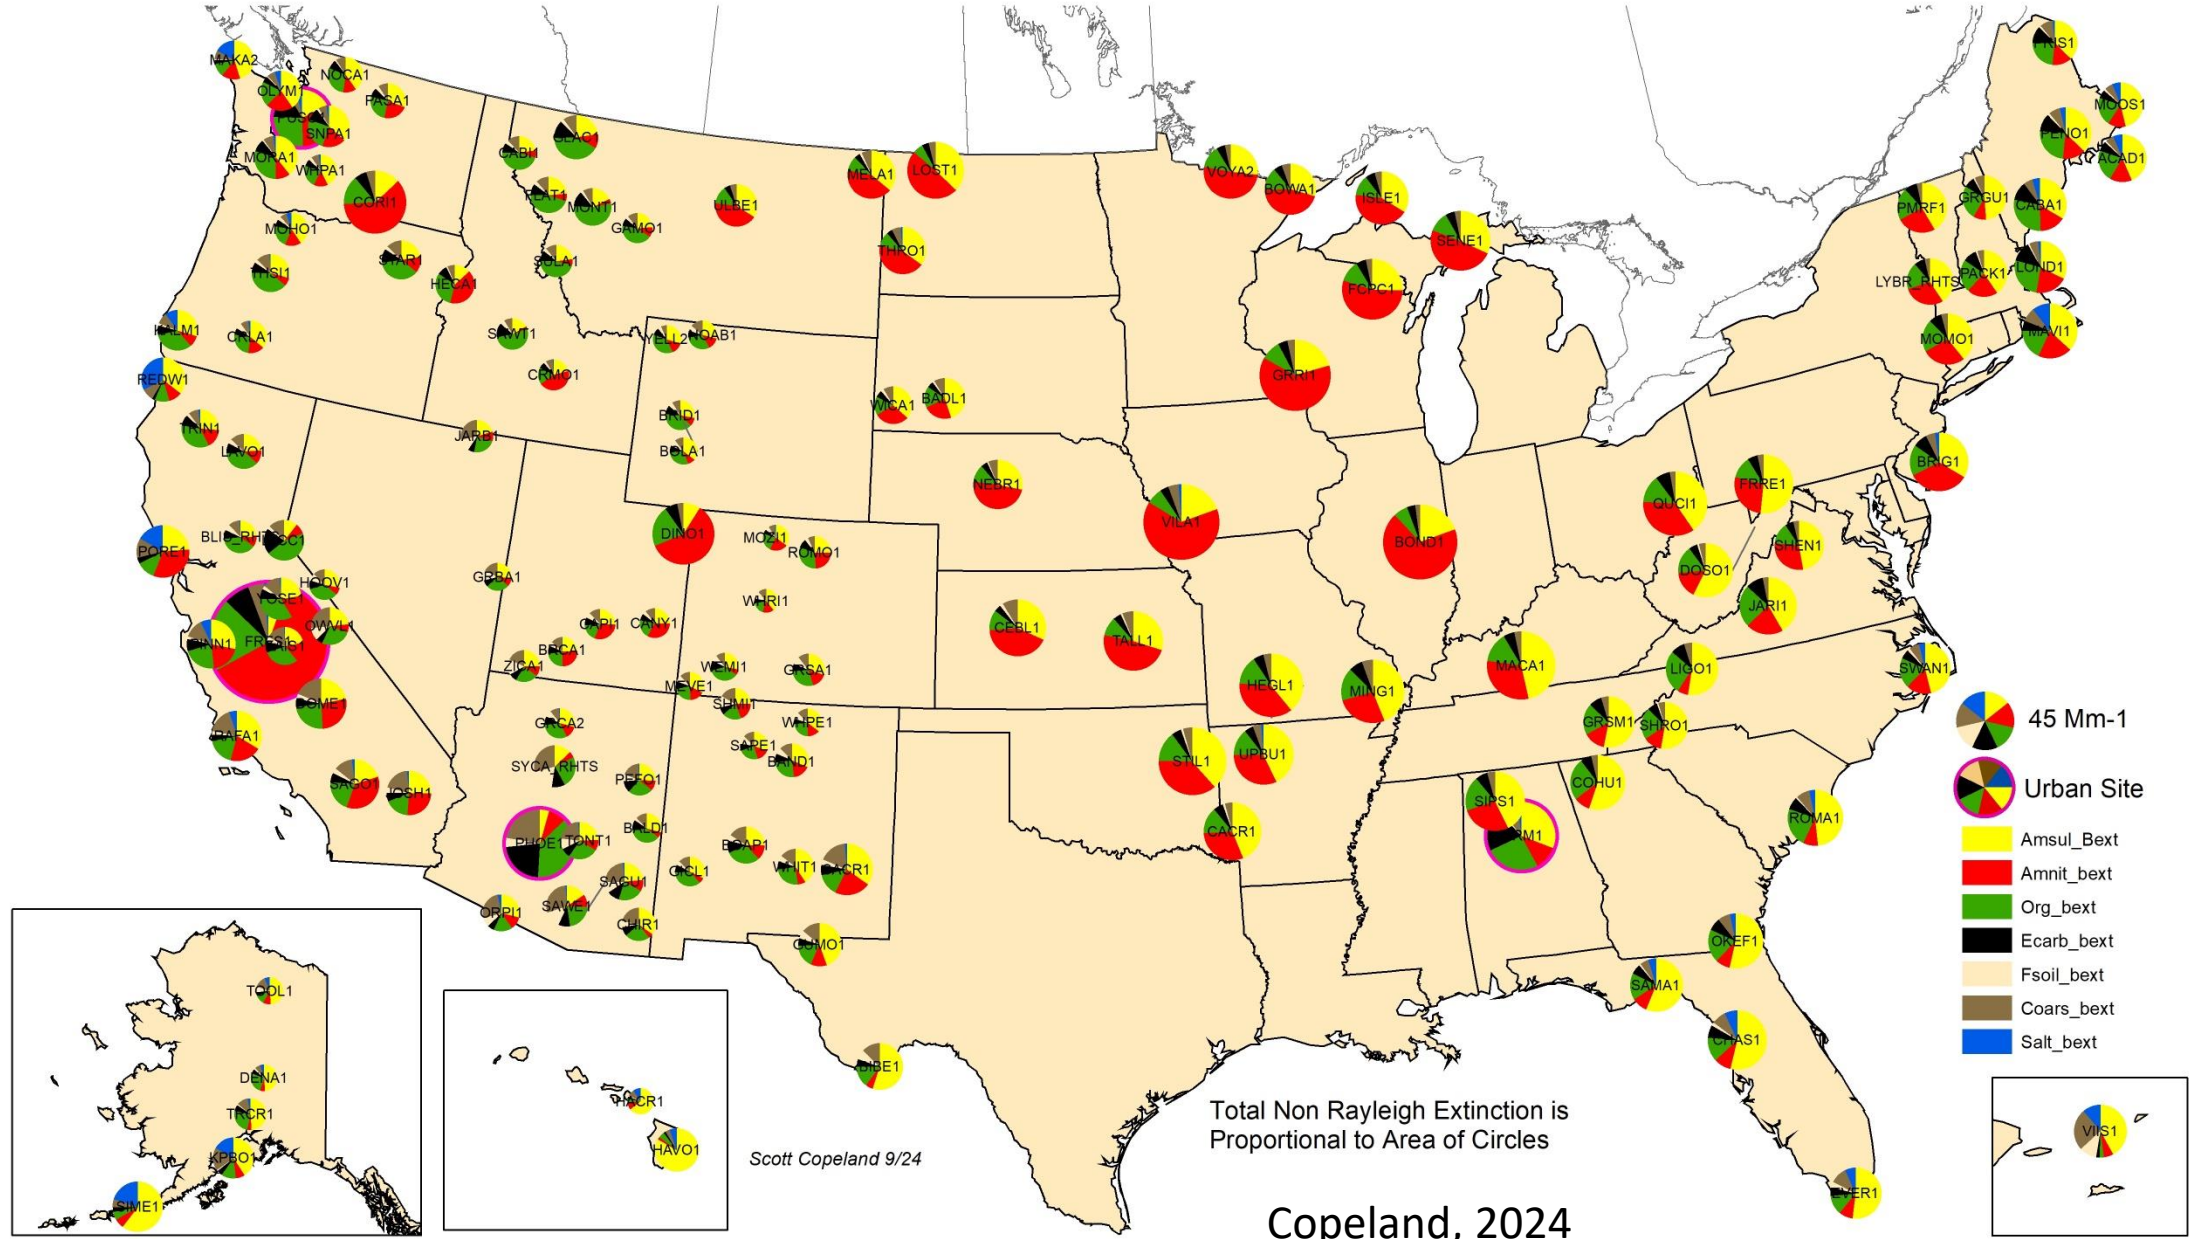 MAKA2
NOCA1
OLYM1
PASA1
SNPA1
MORA1
WHPA1
CORI1
MOHO1
THSI1
STAR1
HECA1
KALM1
CRLA1
REDW1
TRIN1
LAVO1
CABI1
GLAC1
FLAT1
MONT1
GAMO1
ULBE1
SULA1
SAWT1
CRMO1
YELL2
NOAB1
BRID1
BOLA1
JARB1
MELA1
LOST1
THRO1
WICA1
BADL1
NEBR1
VOYA2
BOWA1
ISLE1
SENE1
FCPC1
GRRI1
VILA1
BOND1
PRIS1
MOOS1
PENO1
ACAD1
PMRF1
GRGU1
CABA1
LYBR_RHTS
PACK1
LOND1
MOMO1
MAVI1
BRIG1
FRRE1
QUCI1
DOSO1
SHEN1
JARI1
PORE1
HOOV1
YOSE1
OWVL1
FRES1
PINN1
DOME1
RAFA1
SAGO1
JOSH1
GRBA1
DINO1
MOZI1
ROMO1
WHRI1
CAPI1
CANY1
BRCA1
ZICA1
WEMI1
MEVE1
GRSA1
SHMI1
WHPE1
GRCA2
SAPE1
BAND1
SYCA_RHTS
PEFO1
PHOE1
TONT1
BALD1
BOAP1
GICL1
WHIT1
SACR1
SAGU1
SAWE1
ORPI1
CHIR1
GUMO1
BIBE1
CEBL1
TALL1
HEGL1
MING1
MACA1
STIL1
UPBU1
CACR1
LIGO1
SWAN1
GRSM1
SHRO1
COHU1
SIPS1
ROMA1
OKEF1
SAMA1
CHAS1
EVER1
45 Mm-1
Urban Site
Amsul_Bext
Amnit_bext
Org_bext
Ecarb_bext
Fsoil_bext
Coars_bext
Salt_bext
TOOL1
DENA1
TRCR1
KPBO1
SIME1
HACR1
HAVO1
VIIS1
Scott Copeland 9/24
Total Non Rayleigh Extinction is
Proportional to Area of Circles
Copeland, 2024